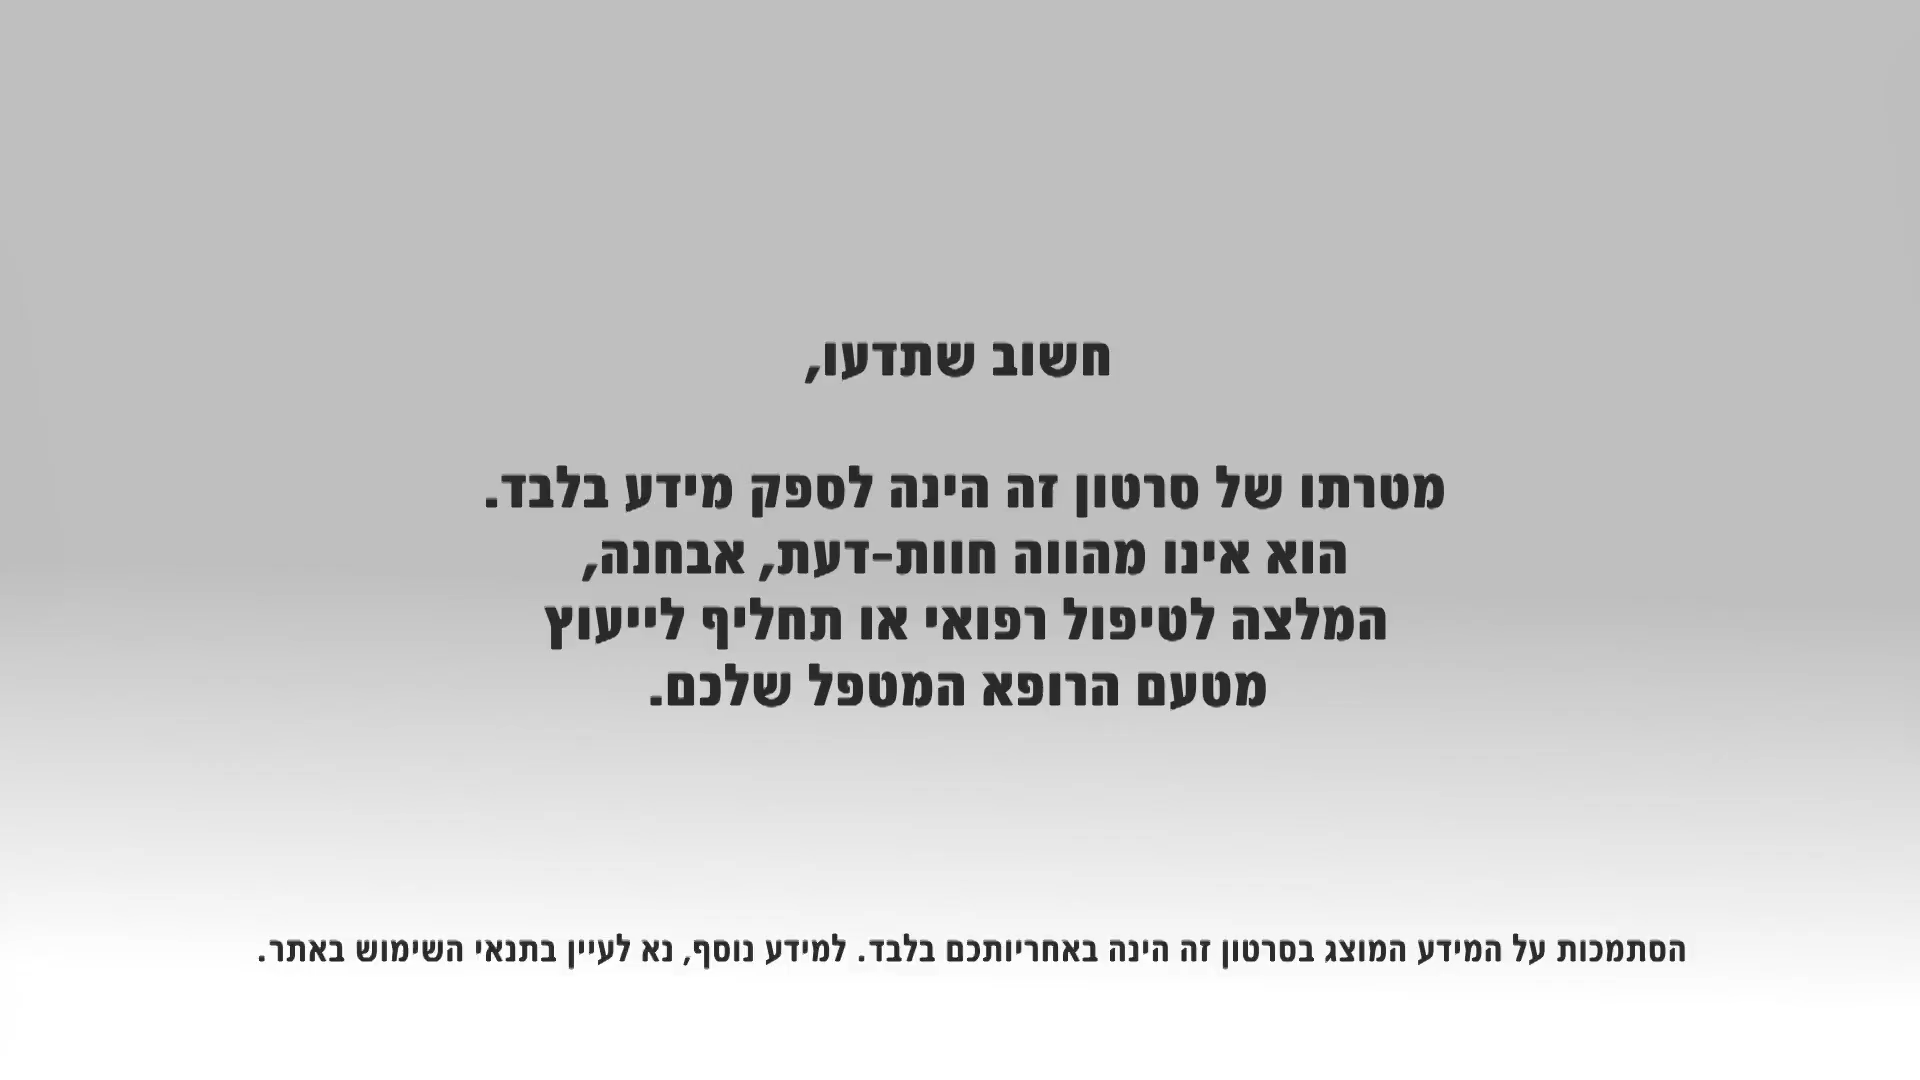 חשוב שתדעו,
מטרתו של סרטון זה הינה לספק מידע בלבד.
הוא אינו מהווה חוות-דעת, אבחנה,
המלצה לטיפול רפואי או תחליף לייעוץ
מטעם הרופא המטפל שלכם.
הסתמכות על המידע המוצג בסרטון זה הינה באחריותכם בלבד. למידע נוסף, נא לעיין בתנאי השימוש באתר.